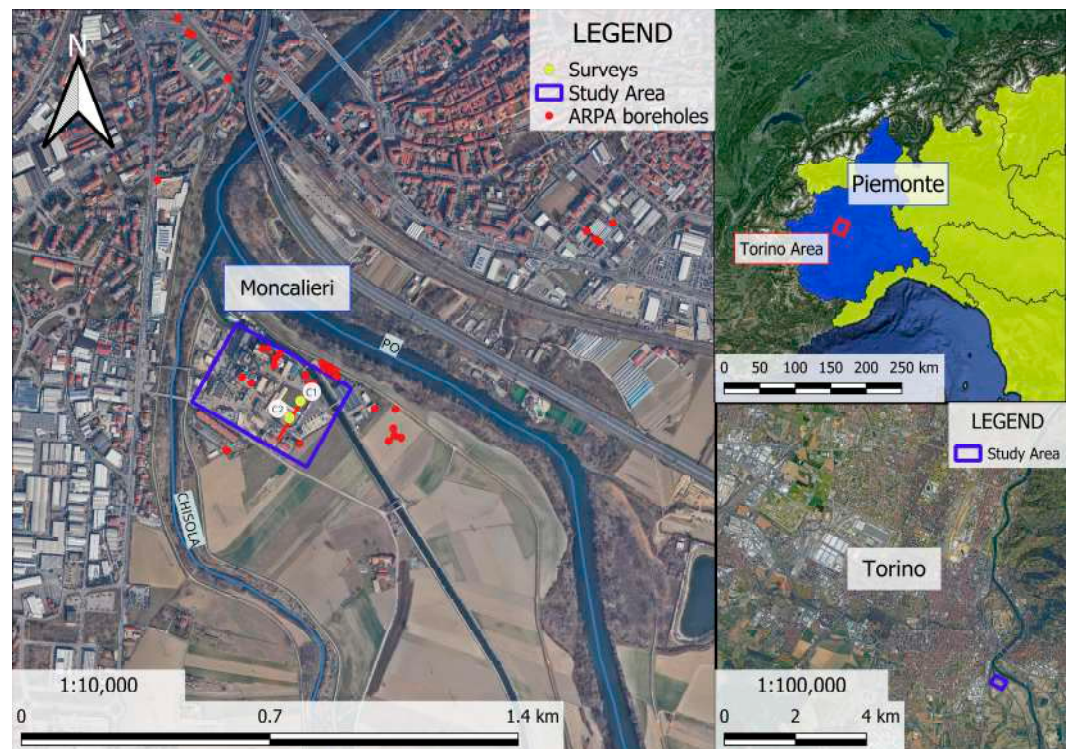 N
LEGEND
Surveys
Study Area
ARPA boreholes
Moncalieri
PO
C1
C2
CHISOLA
1:10,000
0 0.7 1.4 km
Piemonte
Torino Area
0 50 100 150 200 250 km
LEGEND
Study Area
Torino
1:100,000
0 2 4 km